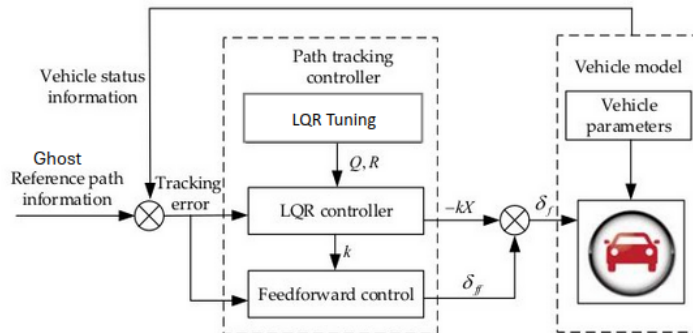 Path tracking
controller
Vehicle model
Vehicle status
information
LQR Tuning
Vehicle
parameters
Q, R
Ghost
Reference path
information
Tracking
error
LQR controller
−kX
δf
k
Feedforward control
δff